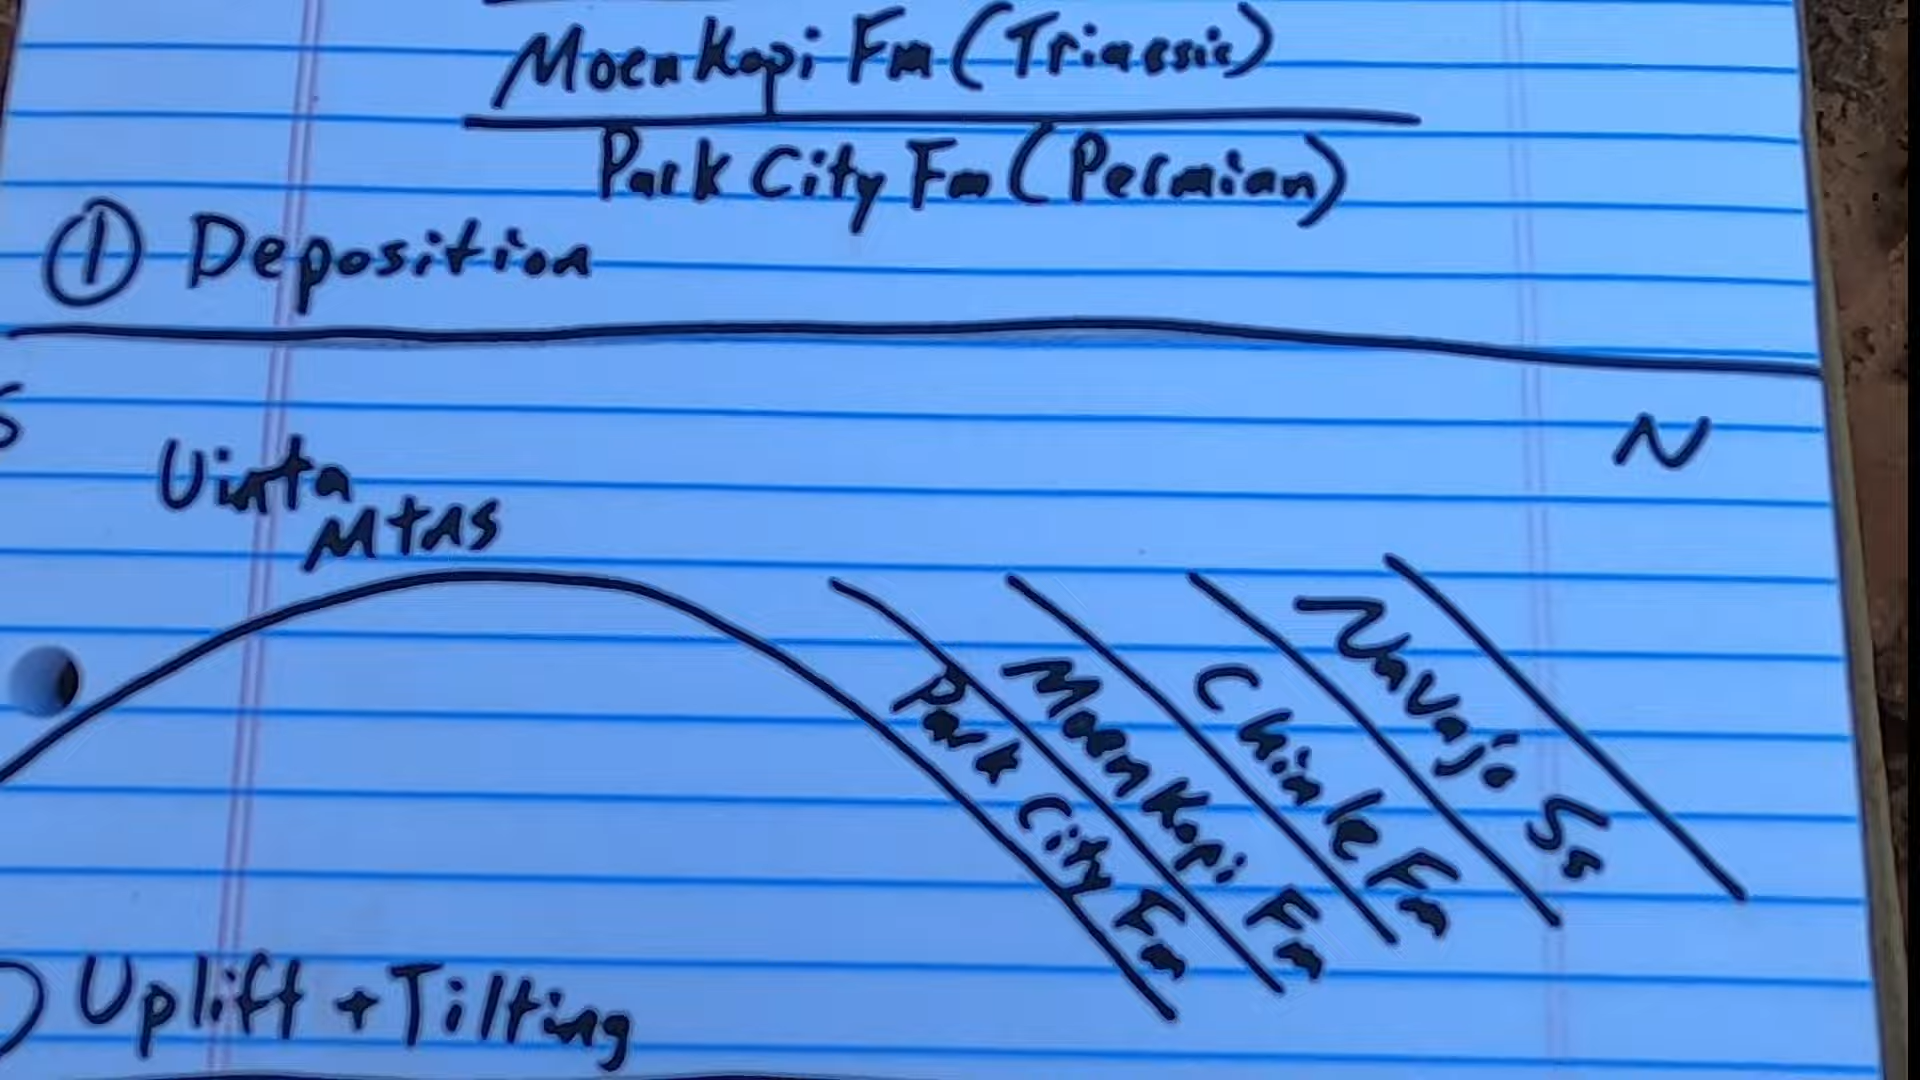 Moenkopi Fm (Triassic)
Park City Fm (Permian)
① Deposition
S
N
Uinta
Mtns
Park City Fm
Moenkopi Fm
Chinle Fm
Navajo Ss
Uplift + Tilting